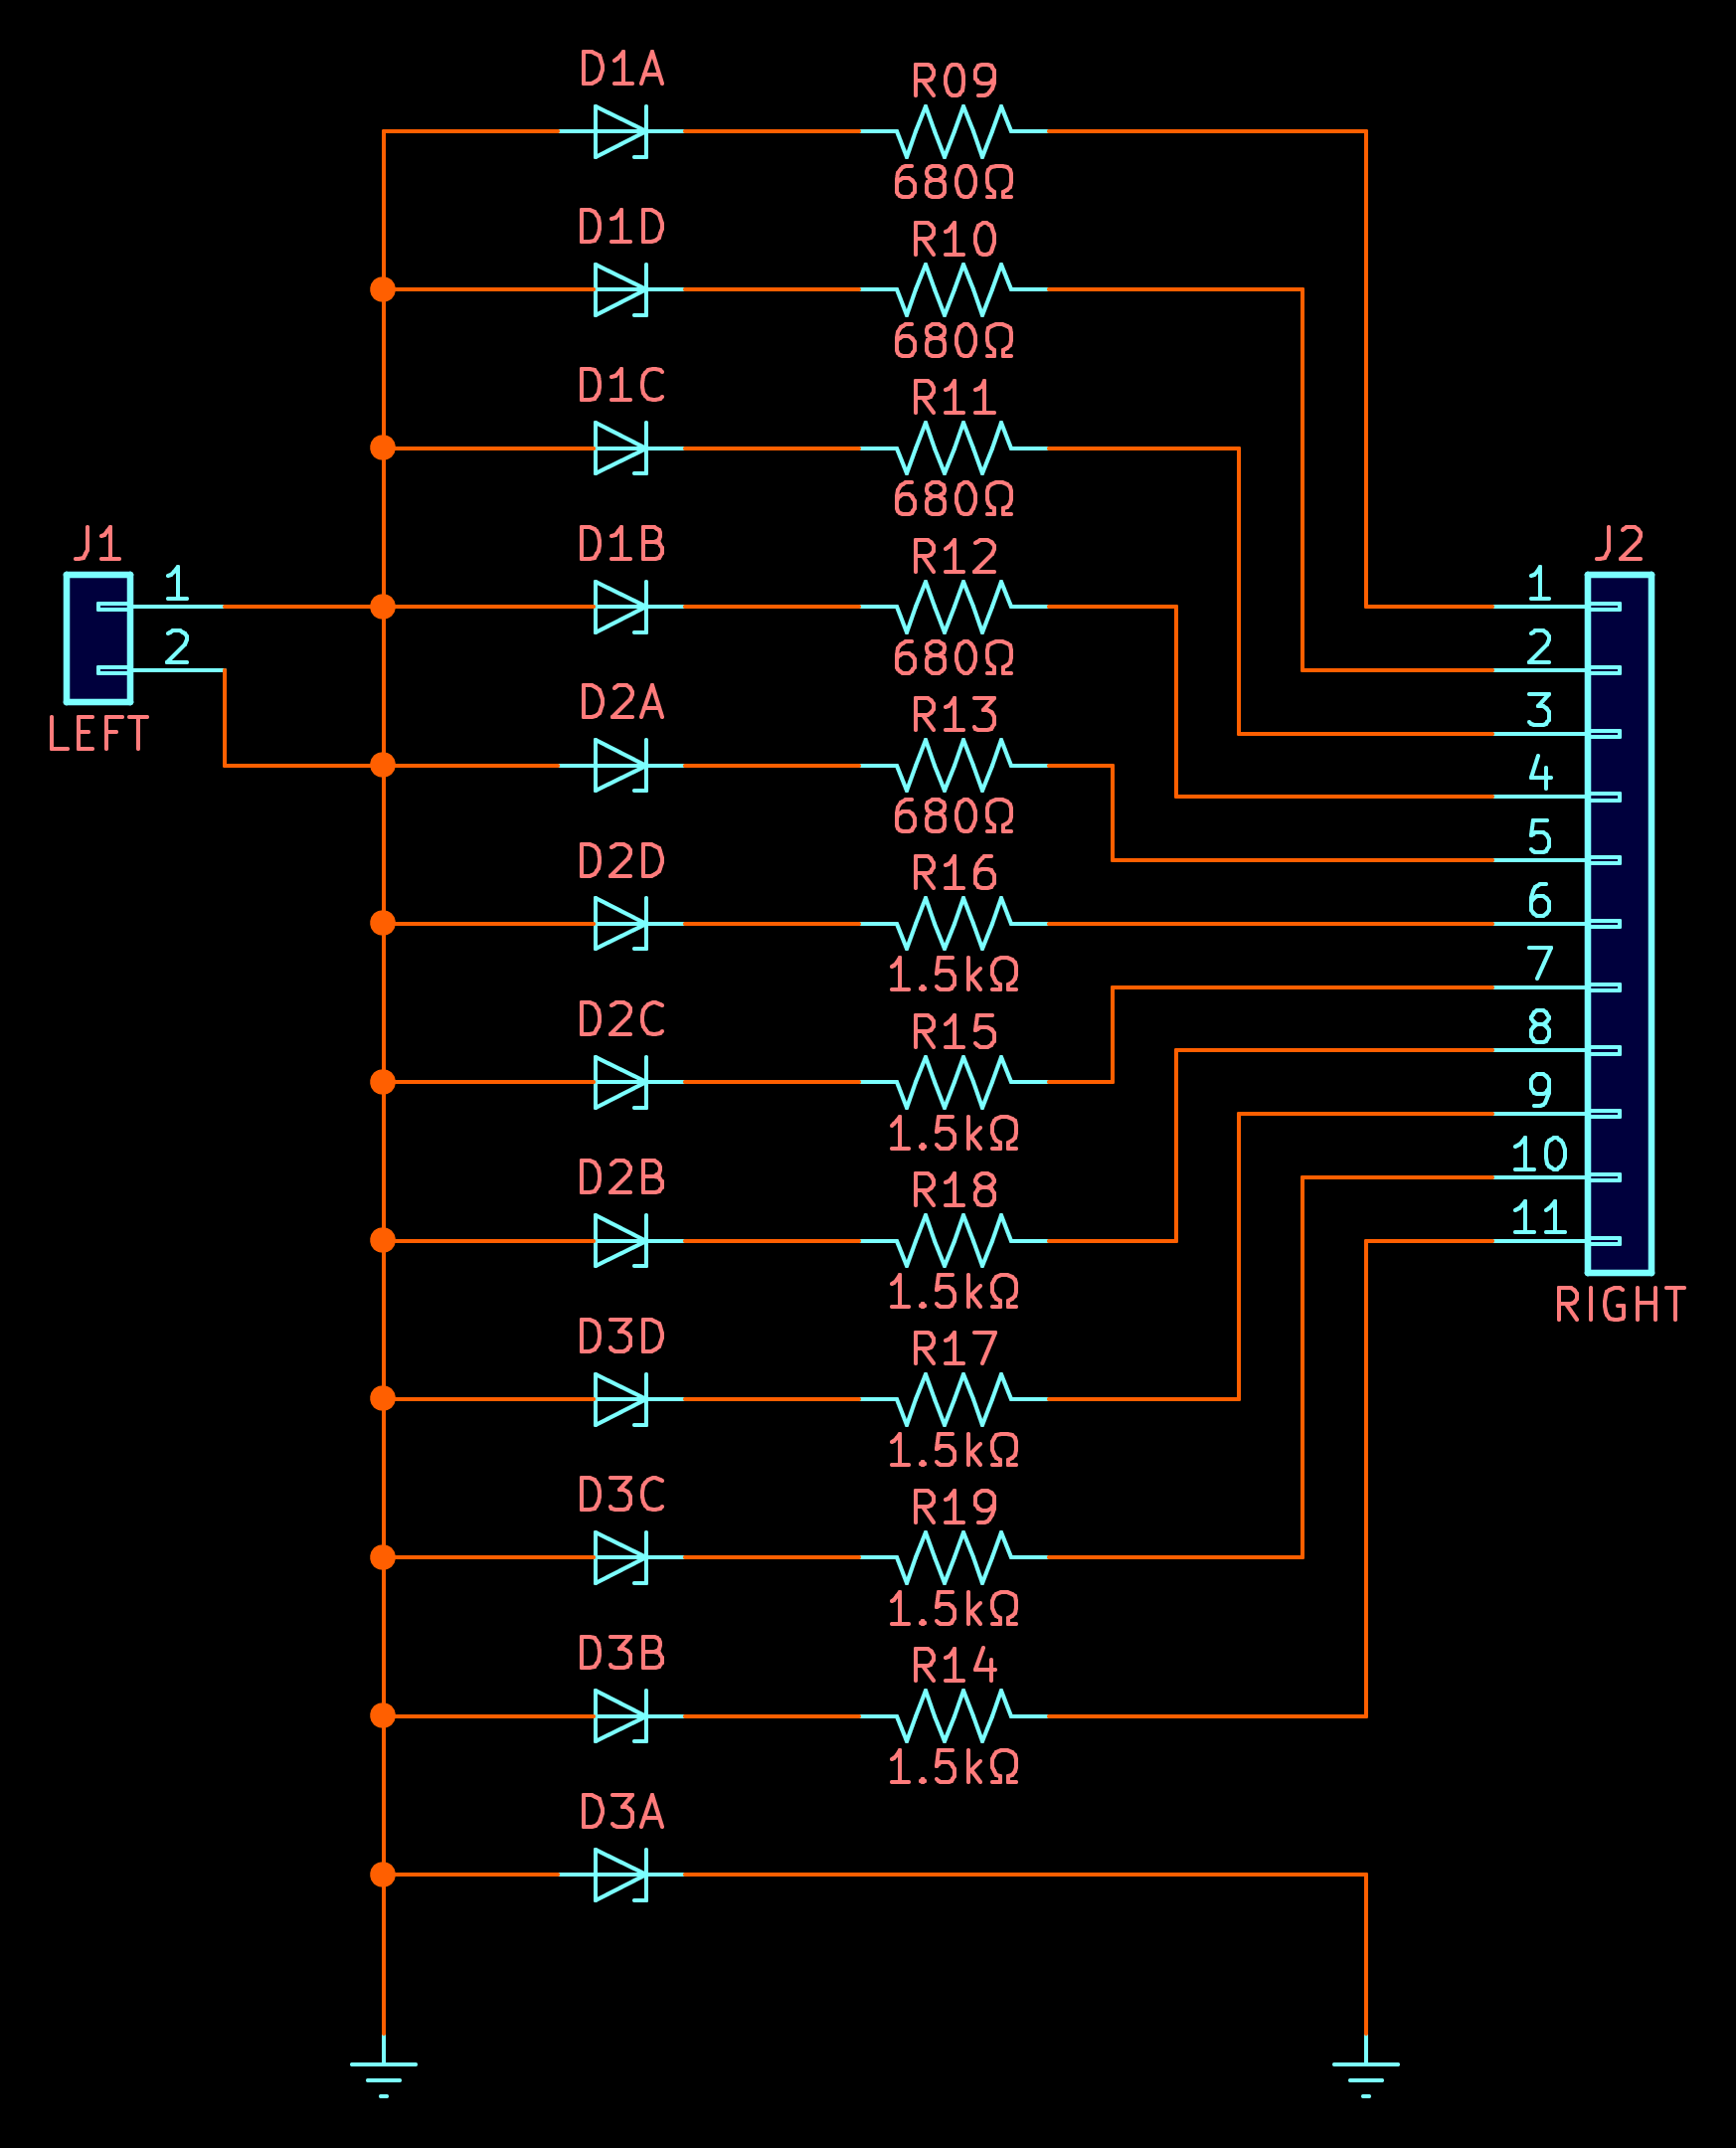 D1A
R09
680Ω
D1D
R10
680Ω
D1C
R11
680Ω
J1
1
2
LEFT
D1B
R12
680Ω
D2A
R13
680Ω
D2D
R16
1.5kΩ
D2C
R15
1.5kΩ
D2B
R18
1.5kΩ
D3D
R17
1.5kΩ
D3C
R19
1.5kΩ
D3B
R14
1.5kΩ
D3A
J2
1
2
3
4
5
6
7
8
9
10
11
RIGHT